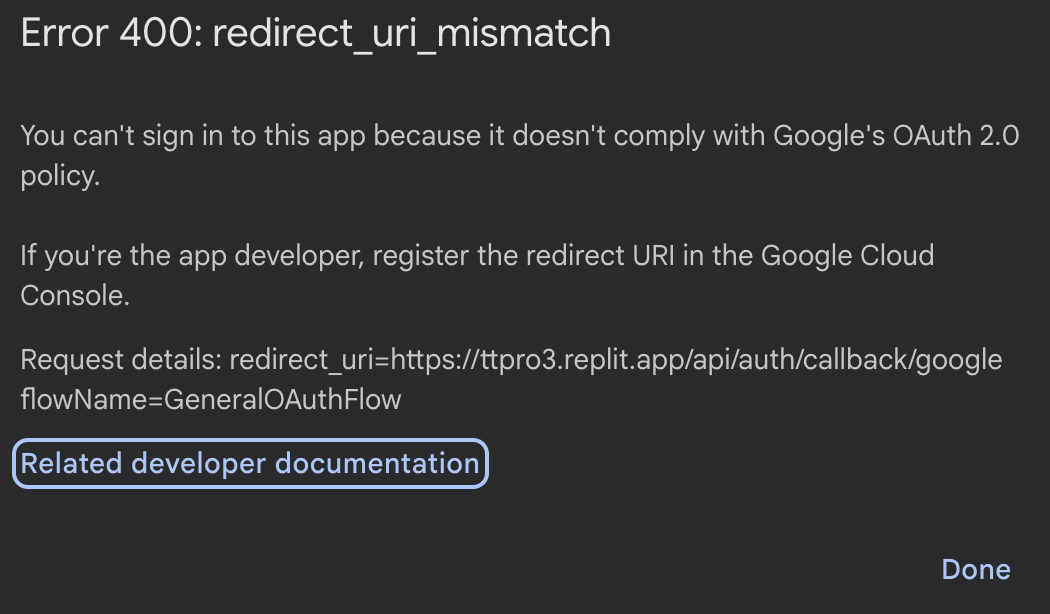 Error 400: redirect_uri_mismatch
You can't sign in to this app because it doesn't comply with Google's OAuth 2.0
policy.
If you're the app developer, register the redirect URI in the Google Cloud
Console.
Request details: redirect_uri=https://ttpro3.replit.app/api/auth/callback/google
flowName=GeneralOAuthFlow
Related developer documentation
Done